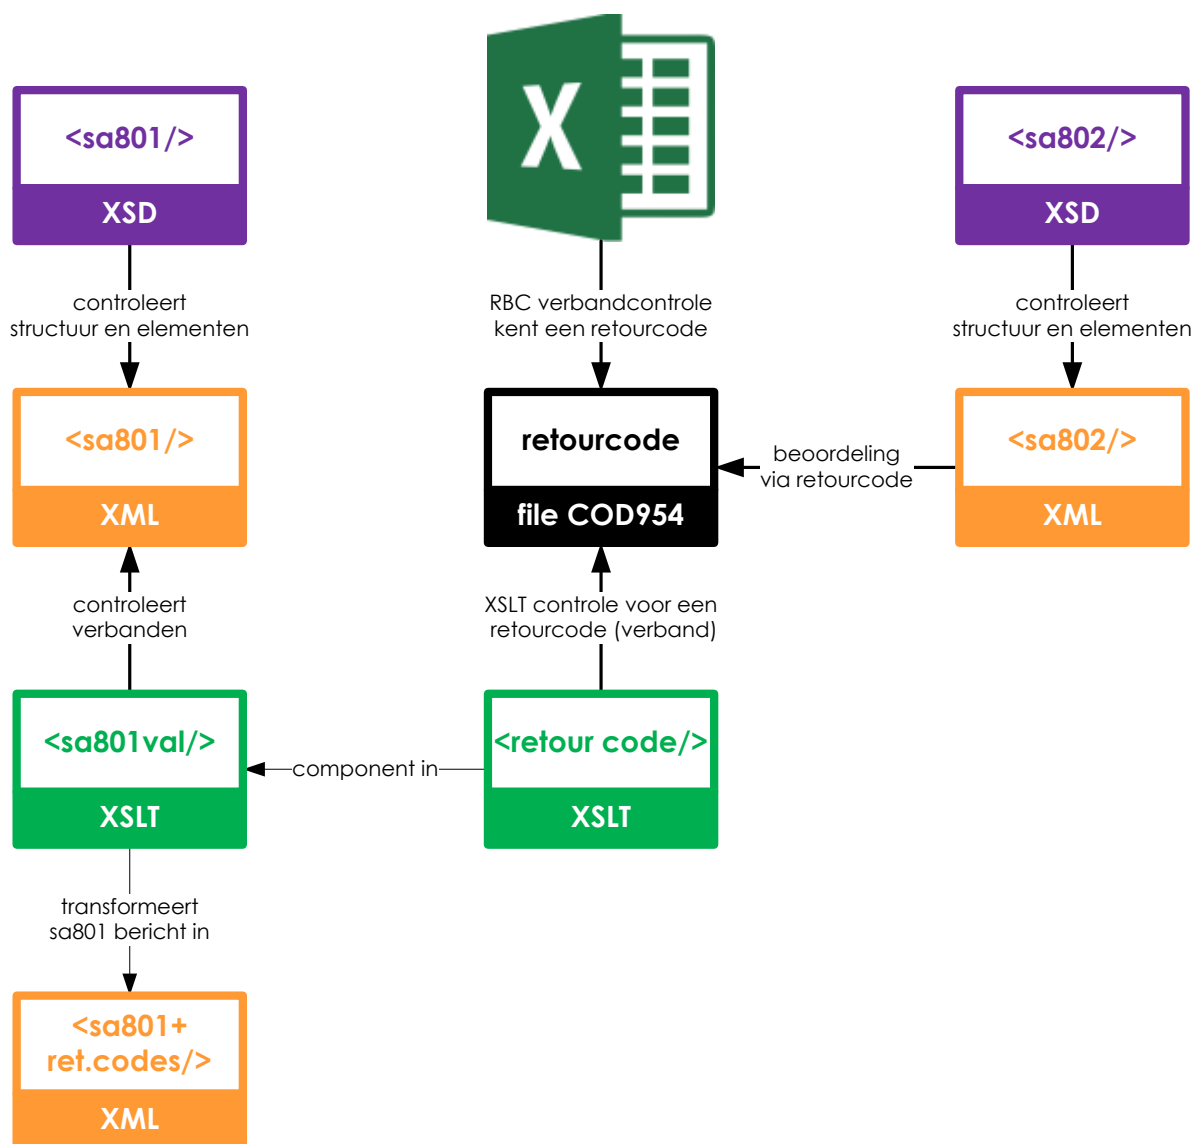 X
<sa801/>
XSD
<sa802/>
XSD
controleert
structuur en elementen
RBC verbandcontrole
kent een retourcode
controleert
structuur en elementen
<sa801/>
XML
retourcode
file COD954
beoordeling
via retourcode
<sa802/>
XML
controleert
verbanden
XSLT controle voor een
retourcode (verband)
<sa801val/>
XSLT
component in
<retour code/>
XSLT
transformeert
sa801 bericht in
<sa801+
ret.codes/>
XML